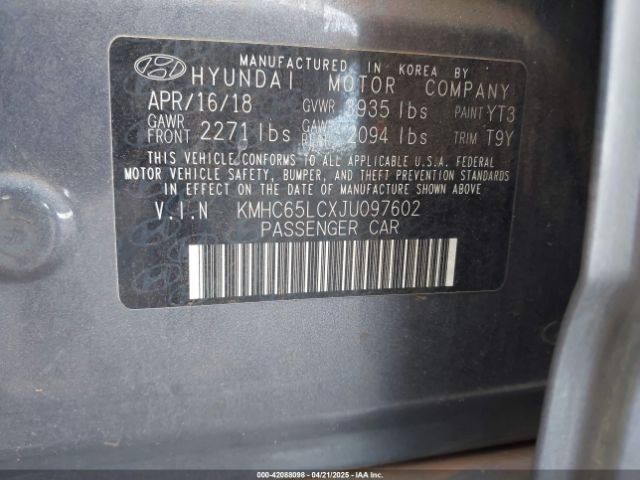 MANUFACTURED IN KOREA BY
HYUNDAI MOTOR COMPANY
APR/16/18 GVWR 3935 lbs PAINT YT3
GAWR FRONT 2271 lbs 2094 lbs TRIM T9Y
THIS VEHICLE CONFORMS TO ALL APPLICABLE U.S.A. FEDERAL
MOTOR VEHICLE SAFETY, BUMPER, AND THEFT PREVENTION STANDARDS
IN EFFECT ON THE DATE OF MANUFACTURE SHOWN ABOVE
V.I.N KMHC65LCXJU097602
PASSENGER CAR
000-42088098 04/21/2025 IAAI.COM